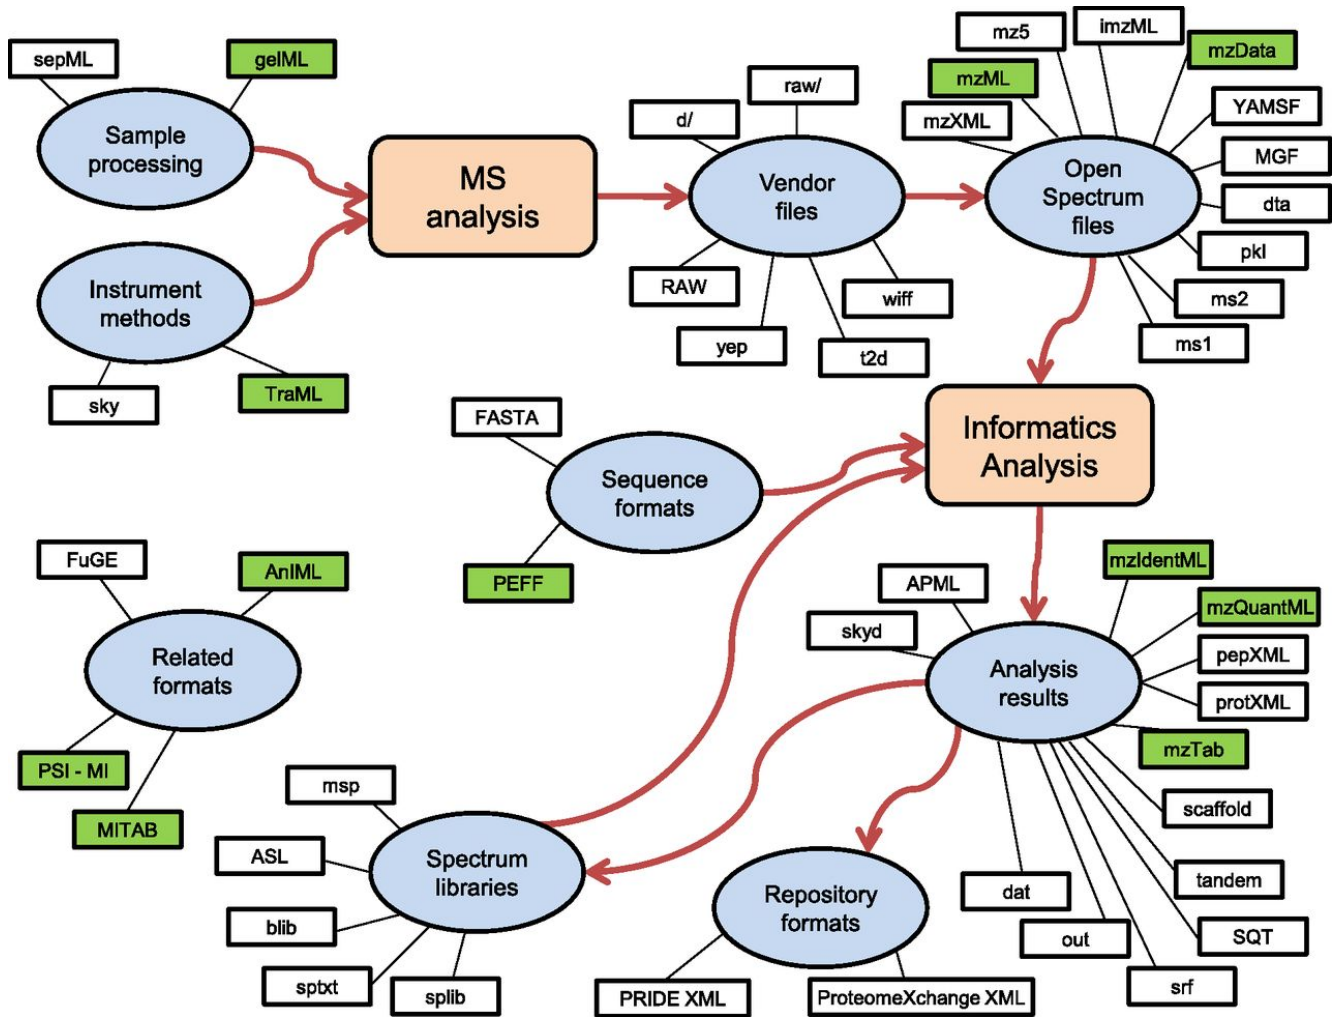 sepML
gelML
Sample
processing
MS
analysis
Instrument
methods
sky
TraML
raw/
d/
Vendor
files
RAW
yep
t2d
wiff
mz5
imzML
mzData
mzML
mzXML
YAMSF
MGF
dta
pkl
ms2
ms1
Open
Spectrum
files
FASTA
Sequence
formats
PEFF
Informatics
Analysis
FuGE
AnIML
Related
formats
PSI - MI
MITAB
APML
skyd
mzIdentML
mzQuantML
pepXML
protXML
mzTab
Analysis
results
scaffold
tandem
SQT
srf
out
dat
msp
ASL
blib
sptxt
splib
Spectrum
libraries
Repository
formats
PRIDE XML
ProteomeXchange XML